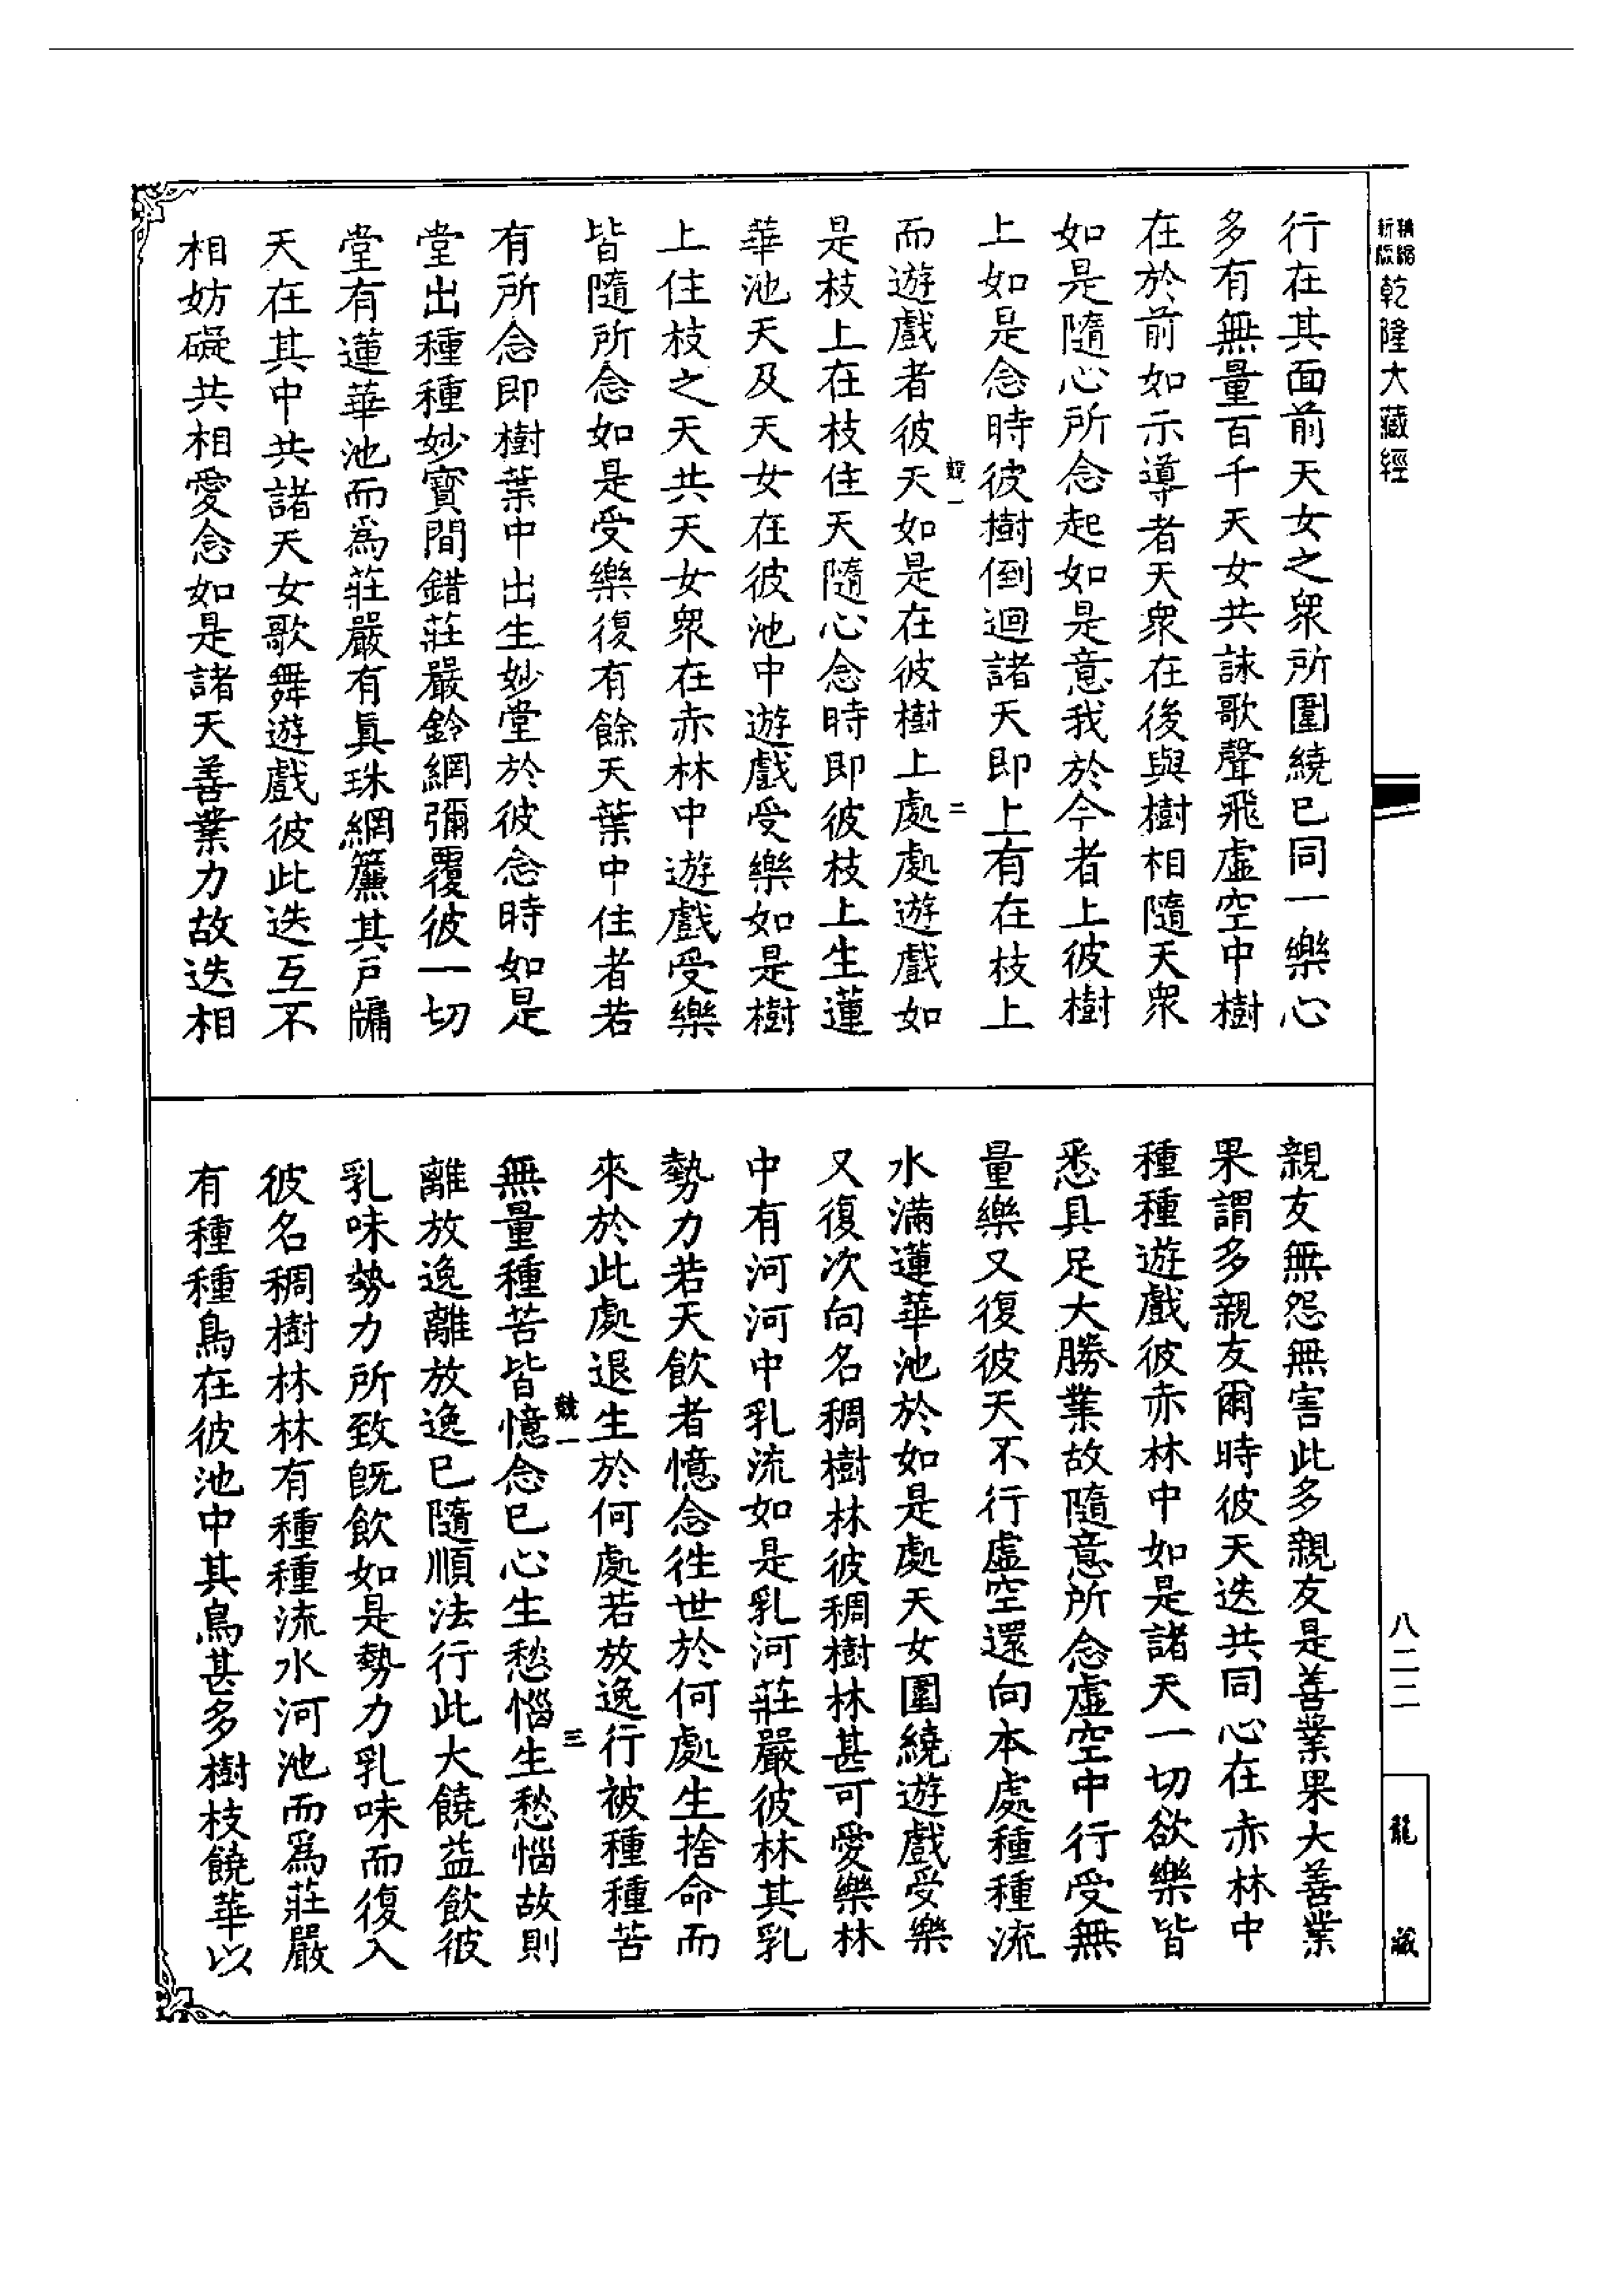 新版
精縮
乾隆大藏經
行在其面前天女之衆所圍繞已同一樂心
多有無量百千天女共詠歌聲飛虛空中樹
在於前如示導者天衆在後與樹相隨天衆
如是隨心所念起如是意我於今者上彼樹
上如是念時彼樹倒迴諸天即上有在枝上
競一
二
而遊戲者彼天如是在彼樹上處處遊戲如
是枝上在枝住天隨心念時即彼枝上生蓮
華池天及天女在彼池中遊戲受樂如是樹
上住枝之天共天女衆在赤林中遊戲受樂
皆隨所念如是受樂復有餘天葉中住者若
有所念即樹葉中出生妙堂於彼念時如是
堂出種種妙寶間錯莊嚴鈴網彌覆彼一切
堂有蓮華池而爲莊嚴有真珠網簾其戶牖
天在其中共諸天女歌舞遊戲彼此迭互不
相妨礙共相愛念如是諸天善業力故迭相
親友無怨無害此多親友是善業果大善業
果謂多親友爾時彼天迭共同心在赤林中
種種遊戲彼赤林中如是諸天一切欲樂皆
悉具足大勝業故隨意所念虛空中行受無
量樂又復彼天不行虛空還向本處種種流
水滿蓮華池於如是處天女圍繞遊戲受樂
又復次向名稠樹林彼稠樹林甚可愛樂林
中有河河中乳流如是乳河莊嚴彼林其乳
勢力若天飲者憶念往世於何處生捨命而
來於此處退生於何處若放逸行被種種苦
競一
三
無量種苦皆憶念已心生愁惱生愁惱故則
離放逸離放逸已隨順法行此大饒益飲彼
乳味勢力所致既飲如是勢力乳味而復入
彼名稠樹林林有種種流水河池而爲莊嚴
有種種鳥在彼池中其鳥甚多樹枝饒華以
八二二
龍藏